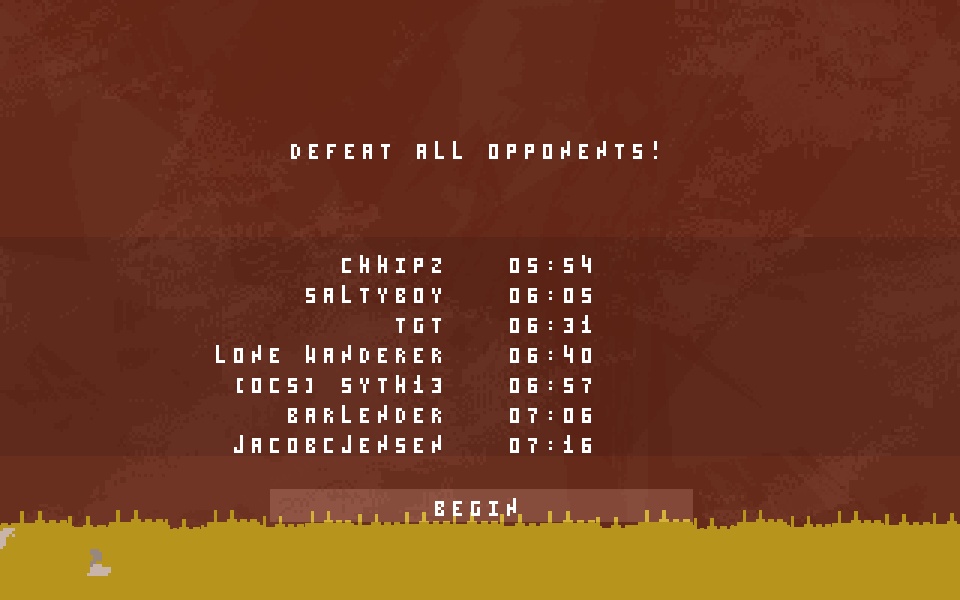 DEFEAT ALL OPPONENTS!
CHHIPZ 05:54
SALTYBOY 06:05
TGT 06:31
LONE WANDERER 06:40
[OCS] SYTH13 06:57
BARLENDER 07:06
JACOBCJENSEN 07:16
BEGIN